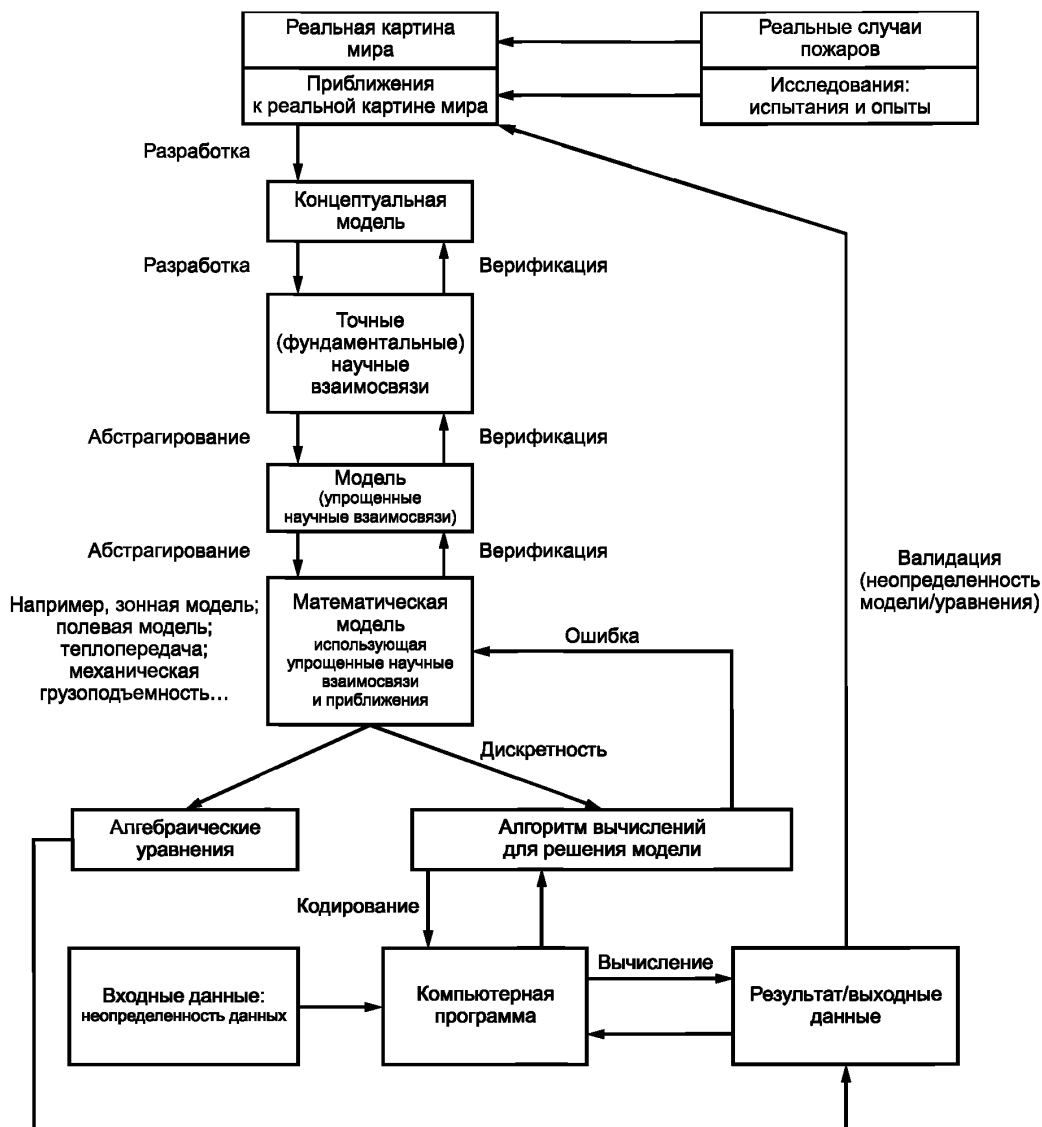 Реальная картина
мира
Реальные случаи
пожаров
Приближения
к реальной картине мира
Исследования:
испытания и опыты
Разработка
Концептуальная
модель
Разработка
Верификация
Точные
(фундаментальные)
научные
взаимосвязи
Абстрагирование
Верификация
Модель
(упрощенные
научные взаимосвязи)
Абстрагирование
Верификация
Валидация
(неопределенность
модели/уравнения)
Например, зонная модель;
полевая модель;
теплопередача;
механическая
грузоподъемность...
Математическая
модель
использующая
упрощенные научные
взаимосвязи
и приближения
Ошибка
Дискретность
Алгебраические
уравнения
Алгоритм вычислений
для решения модели
Кодирование
Входные данные:
неопределенность данных
Компьютерная
программа
Вычисление
Результат/выходные
данные